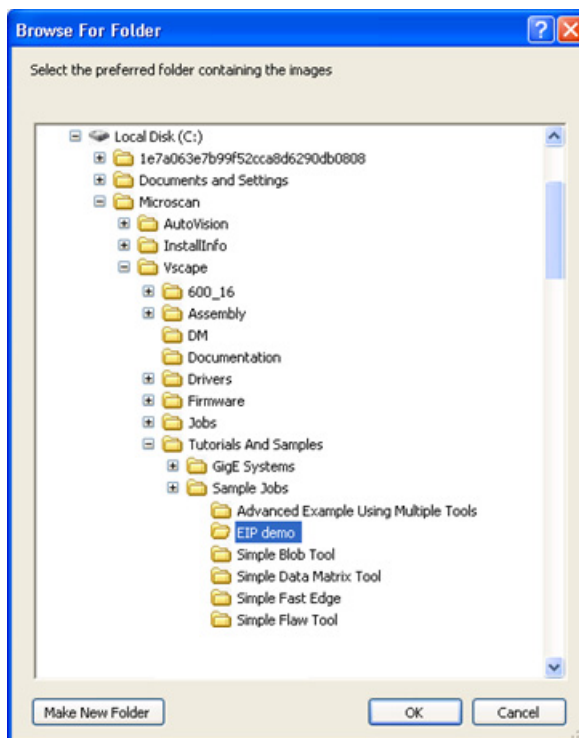 Browse For Folder
Select the preferred folder containing the images
Local Disk (C:)
1e7a063e7b99f52cca8d6290db0808
Documents and Settings
Microscan
AutoVision
InstallInfo
Vscape
600_16
Assembly
DM
Documentation
Drivers
Firmware
Jobs
Tutorials And Samples
GigE Systems
Sample Jobs
Advanced Example Using Multiple Tools
EIP demo
Simple Blob Tool
Simple Data Matrix Tool
Simple Fast Edge
Simple Flaw Tool
Make New Folder OK Cancel